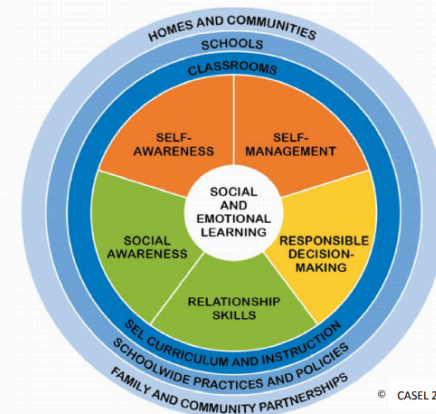 HOMES AND COMMUNITIES
SCHOOLS
CLASSROOMS
SELF-
AWARENESS
SELF-
MANAGEMENT
SOCIAL
AND
EMOTIONAL
LEARNING
SOCIAL
AWARENESS
RESPONSIBLE
DECISION-
MAKING
RELATIONSHIP
SKILLS
SEL CURRICULUM AND INSTRUCTION
SCHOOLWIDE PRACTICES AND POLICIES
FAMILY AND COMMUNITY PARTNERSHIPS
© CASEL 2